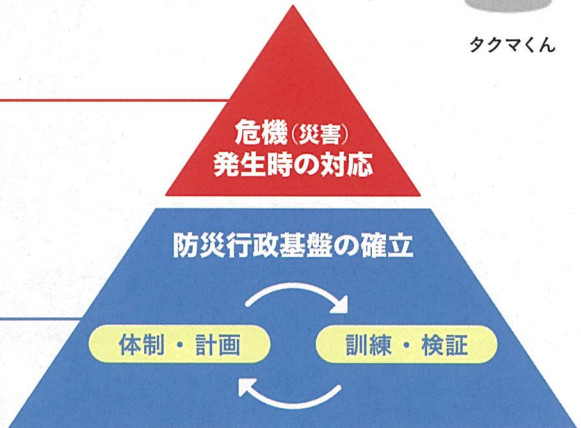 タクマくん
危機(災害)
発生時の対応
防災行政基盤の確立
体制・計画
訓練・検証